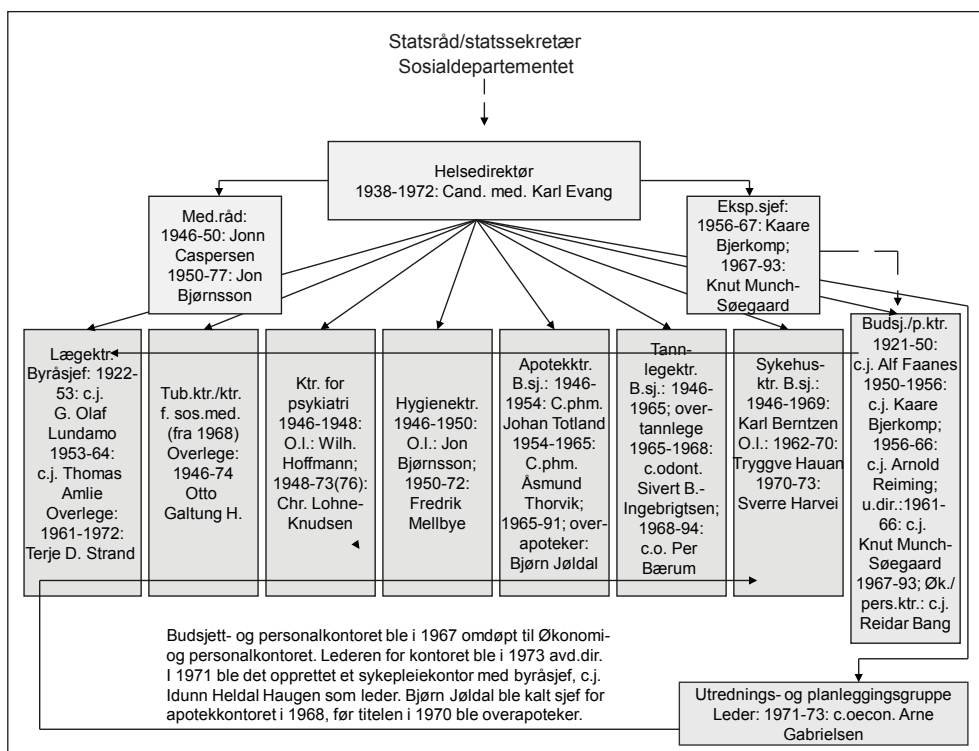 Statsråd/statssekretær
Sosialdepartementet
Helsedirektør
1938-1972: Cand. med. Karl Evang
Med.råd:
1946-50: Jonn
Caspersen
1950-77: Jon
Bjørnsson
Eksp.sjef:
1956-67: Kaare
Bjerkomp;
1967-93:
Knut Munch-
Søegaard
Lægektr.
Byråsjef: 1922-
53: c.j.
G. Olaf
Lundamo
1953-64:
c.j. Thomas
Amlie
Overlege:
1961-1972:
Terje D. Strand
Tub.ktr./ktr.
f. sos.med.
(fra 1968)
Overlege:
1946-74
Otto
Galtung H.
Ktr. for
psykiatri
1946-1948:
O.l.: Wilh.
Hoffmann;
1948-73(76):
Chr. Lohne-
Knudsen
Hygienektr.
1946-1950:
O.l.: Jon
Bjørnsson;
1950-72:
Fredrik
Mellbye
Apotekktr.
B.sj.: 1946-
1954: C.phm.
Johan Totland
1954-1965:
C.phm.
Åsmund
Thorvik;
1965-91; over-
apoteker:
Bjørn Jøldal
Tann-
legektr.
B.sj.: 1946-
1965; over-
tannlege
1965-1968:
c.odont.
Sivert B.-
Ingebrigtsen;
1968-94:
c.o. Per
Bærum
Sykehus-
ktr. B.sj.:
1946-1969:
Karl Berntzen
O.l.: 1962-70:
Tryggve Hauan
1970-73:
Sverre Harvei
Budsj./p.ktr.
1921-50:
c.j. Alf Faanes
1950-1956:
c.j. Kaare
Bjerkomp;
1956-66:
c.j. Arnold
Reiming;
u.dir.:1961-
66: c.j.
Knut Munch-
Søegaard
1967-93; Øk./
pers.ktr.: c.j.
Reidar Bang
Budsjett- og personalkontoret ble i 1967 omdøpt til Økonomi-
og personalkontoret. Lederen for kontoret ble i 1973 avd.dir.
I 1971 ble det opprettet et sykepleiekontor med byråsjef, c.j.
Idunn Heldal Haugen som leder. Bjørn Jøldal ble kalt sjef for
apotekkontoret i 1968, før titelen i 1970 ble overapoteker.
Utrednings- og planleggingsgruppe
Leder: 1971-73: c.oecon. Arne
Gabrielsen